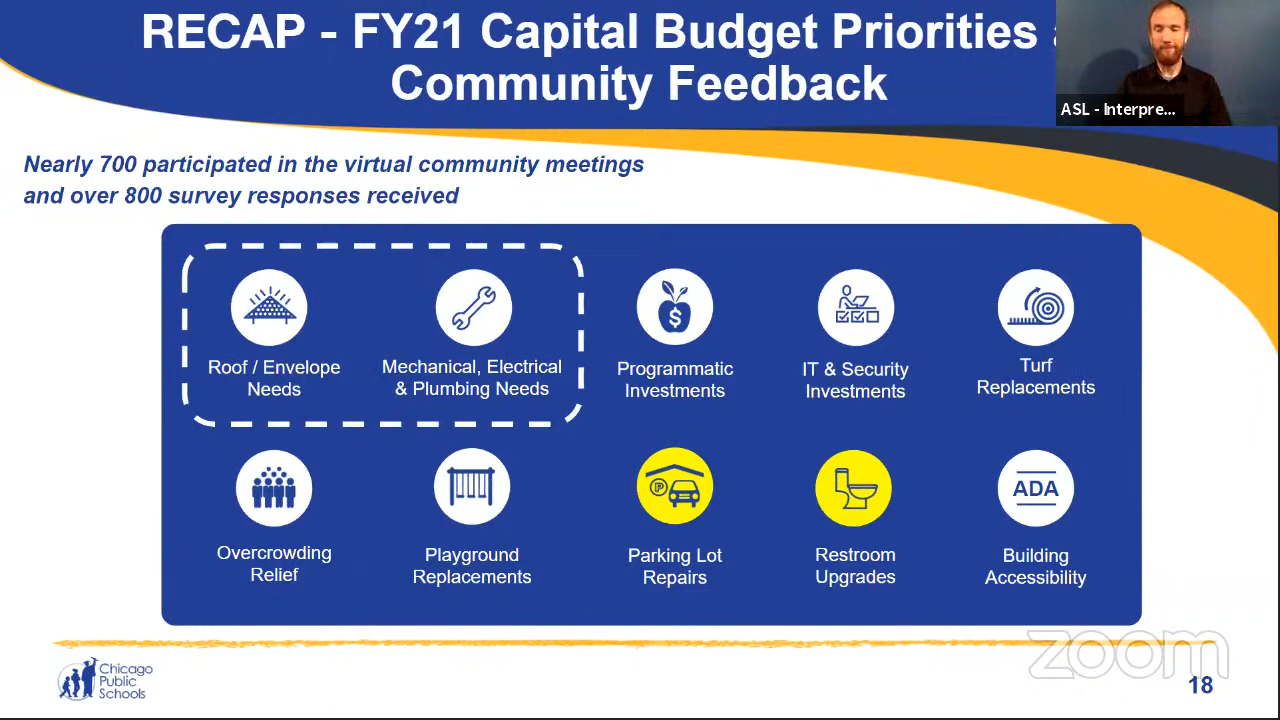 RECAP - FY21 Capital Budget Priorities
Community Feedback
ASL - Interpre...
Nearly 700 participated in the virtual community meetings
and over 800 survey responses received
Roof / Envelope
Needs
Mechanical, Electrical
& Plumbing Needs
$
Programmatic
Investments
IT & Security
Investments
Turf
Replacements
Overcrowding
Relief
Playground
Replacements
P
Parking Lot
Repairs
Restroom
Upgrades
ADA
Building
Accessibility
Chicago
Public
Schools
zoom
18